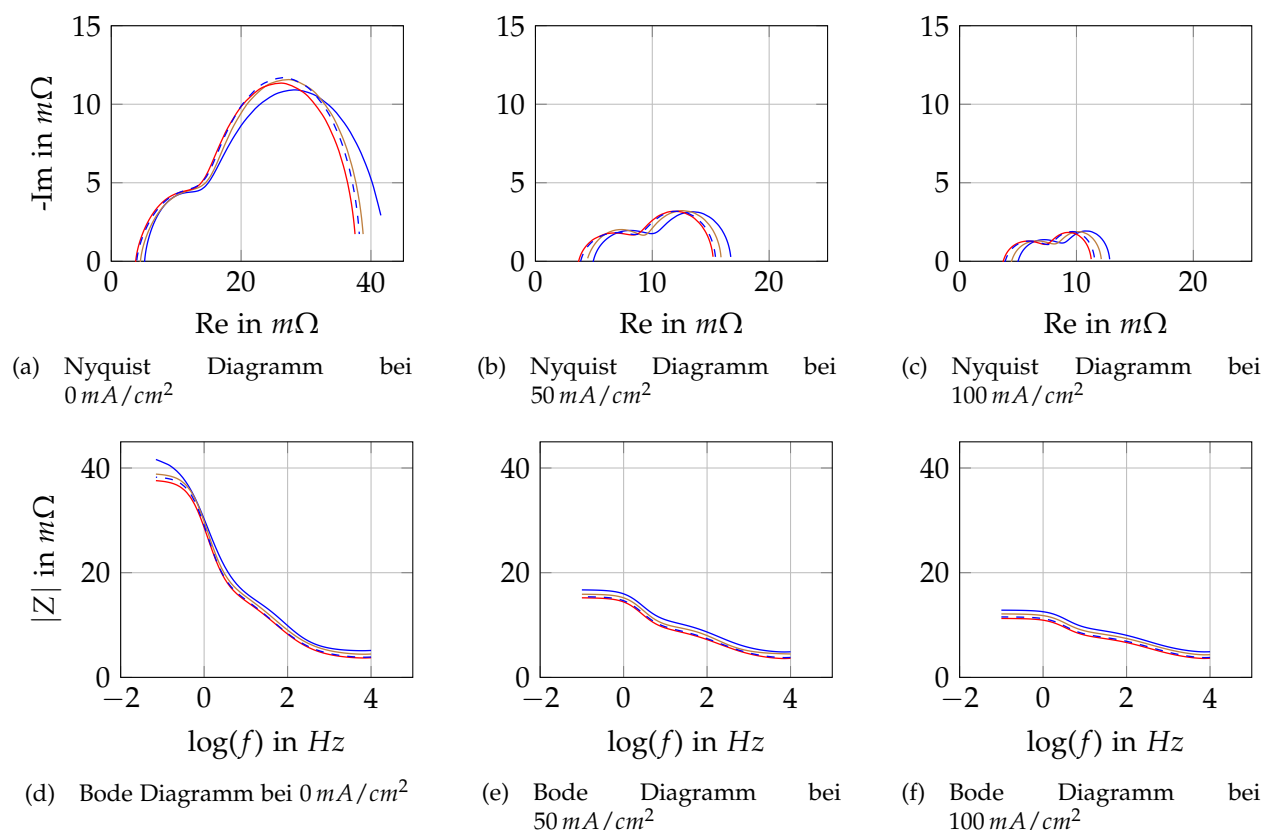 15
10
5
0
0
20
40
-Im in mΩ
Re in mΩ
(a) Nyquist Diagramm bei
0 mA/cm²
15
10
5
0
0
10
20
Re in mΩ
(b) Nyquist Diagramm bei
50 mA/cm²
15
10
5
0
0
10
20
Re in mΩ
(c) Nyquist Diagramm bei
100 mA/cm²
40
20
0
−2
0
2
4
|Z| in mΩ
log(f) in Hz
(d) Bode Diagramm bei 0 mA/cm²
40
20
0
−2
0
2
4
log(f) in Hz
(e) Bode Diagramm bei
50 mA/cm²
40
20
0
−2
0
2
4
log(f) in Hz
(f) Bode Diagramm bei
100 mA/cm²